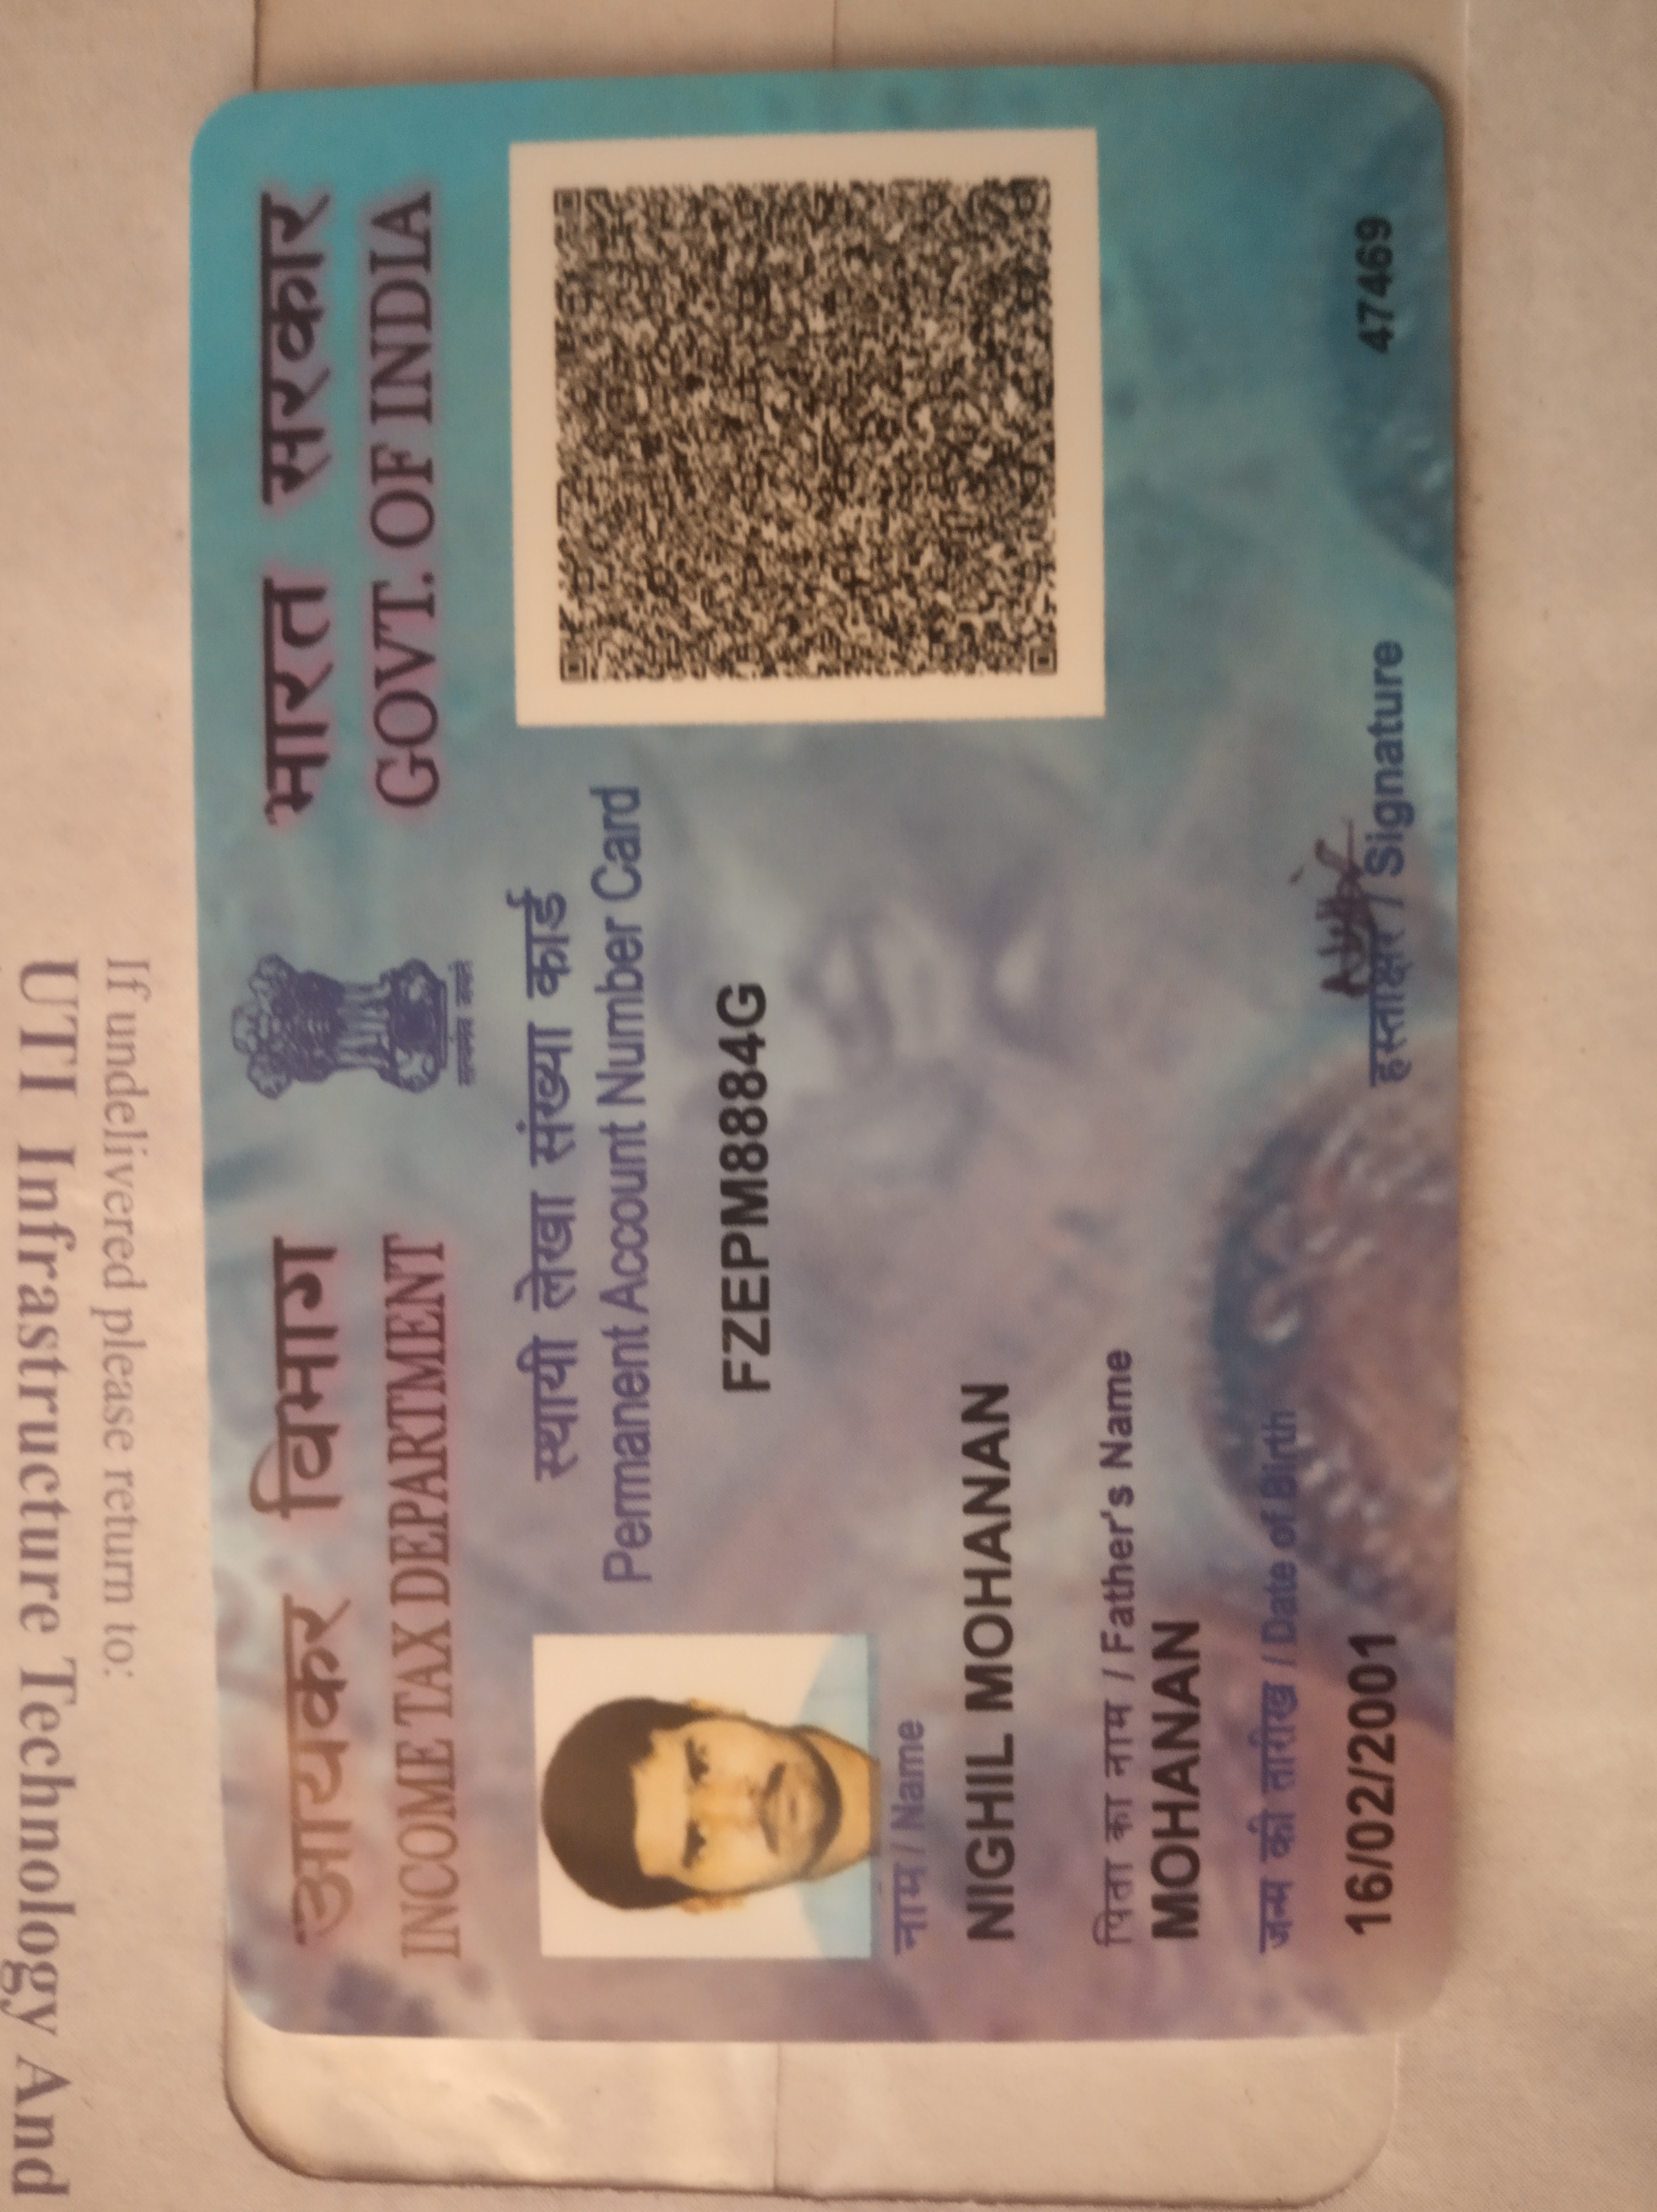 आयकर विभाग
INCOME TAX DEPARTMENT
भारत सरकार
GOVT. OF INDIA
सत्यमेव जयते
स्थायी लेखा संख्या कार्ड
Permanent Account Number Card
FZEPM8884G
नाम / Name
NIGHIL MOHANAN
पिता का नाम / Father's Name
MOHANAN
जन्म की तारीख / Date of Birth
16/02/2001
हस्ताक्षर / Signature
47469
If undelivered please return to:
UTI Infrastructure Technology And